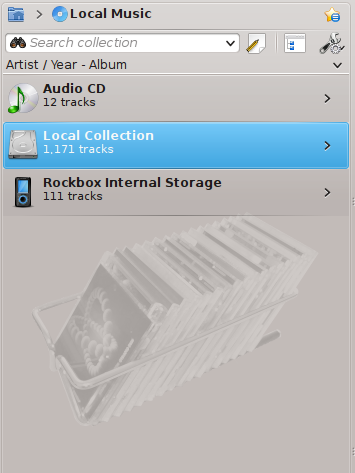 Local Music
Search collection
Artist / Year - Album
Audio CD
12 tracks
Local Collection
1,171 tracks
Rockbox Internal Storage
111 tracks